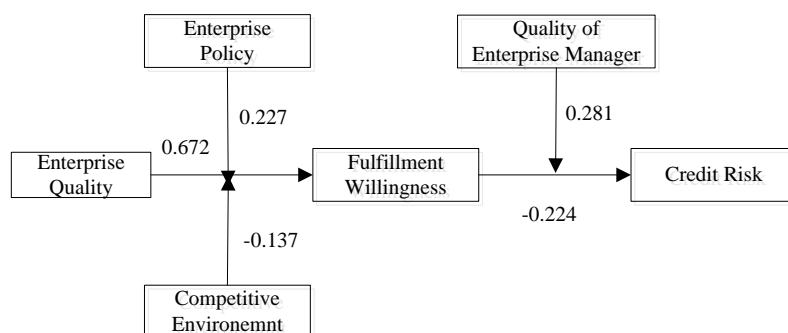 Enterprise
Policy
Quality of
Enterprise Manager
0.227
0.281
0.672
Enterprise
Quality
Fulfillment
Willingness
Credit Risk
-0.224
-0.137
Competitive
Environemnt